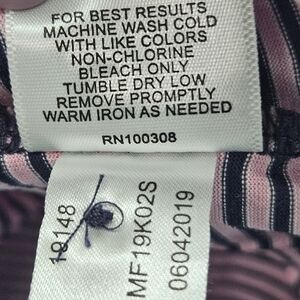 FOR BEST RESULTS
MACHINE WASH COLD
WITH LIKE COLORS
NON-CHLORINE
BLEACH ONLY
TUMBLE DRY LOW
REMOVE PROMPTLY
WARM IRON AS NEEDED
RN100308
19148
MF19K02S
06042019